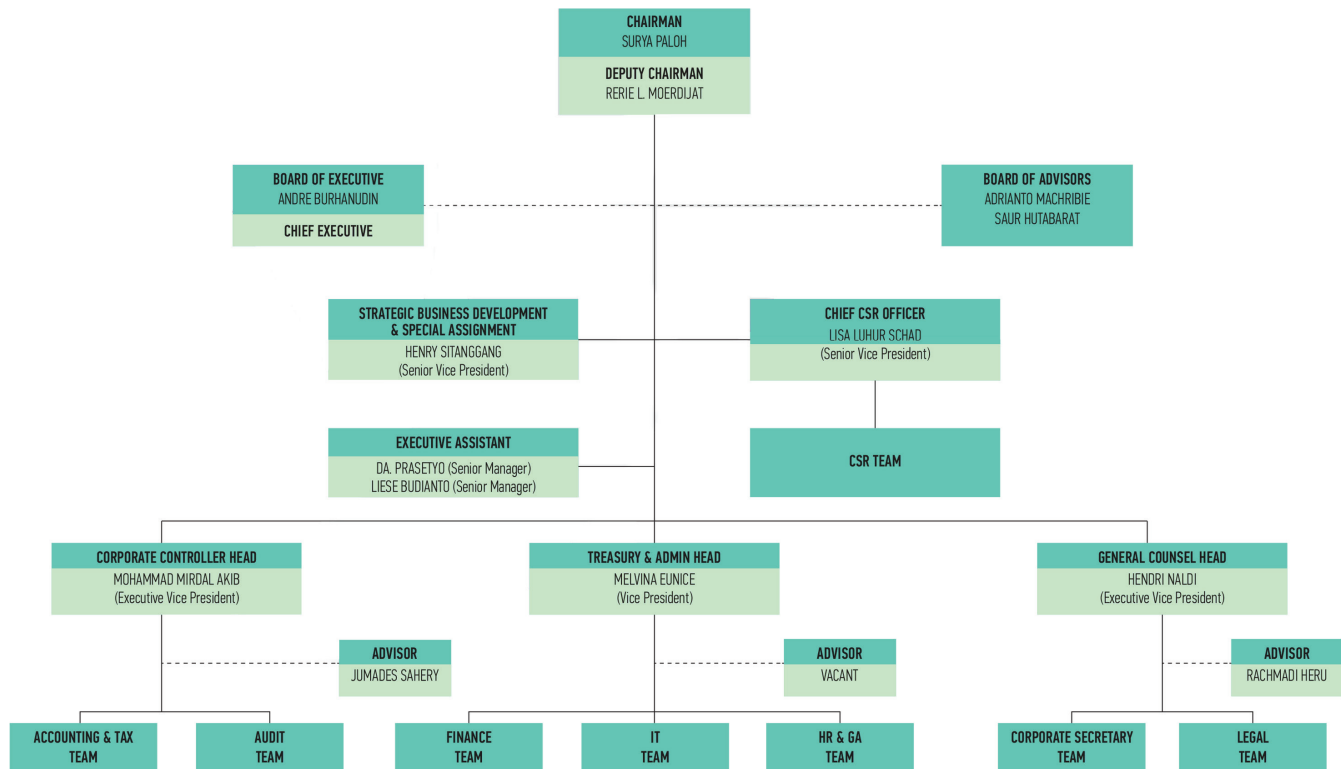 CHAIRMAN
SURYA PALOH
DEPUTY CHAIRMAN
RERIE L. MOERDIJAT
BOARD OF EXECUTIVE
ANDRE BURHANUDIN
CHIEF EXECUTIVE
BOARD OF ADVISORS
ADRIANTO MACHRIBIE
SAUR HUTABARAT
STRATEGIC BUSINESS DEVELOPMENT
& SPECIAL ASSIGNMENT
HENRY SITANGGANG
(Senior Vice President)
CHIEF CSR OFFICER
LISA LUHUR SCHAD
(Senior Vice President)
EXECUTIVE ASSISTANT
DA. PRASETYO (Senior Manager)
LIESE BUDIANTO (Senior Manager)
CSR TEAM
CORPORATE CONTROLLER HEAD
MOHAMMAD MIRDAL AKIB
(Executive Vice President)
TREASURY & ADMIN HEAD
MELVINA EUNICE
(Vice President)
GENERAL COUNSEL HEAD
HENDRI NALDI
(Executive Vice President)
ADVISOR
JUMADES SAHERY
ADVISOR
VACANT
ADVISOR
RACHMADI HERU
ACCOUNTING & TAX
TEAM
AUDIT
TEAM
FINANCE
TEAM
IT
TEAM
HR & GA
TEAM
CORPORATE SECRETARY
TEAM
LEGAL
TEAM